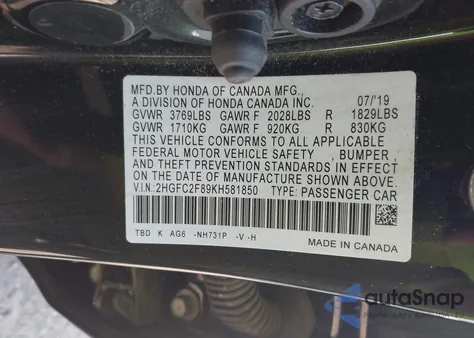 MFD.BY HONDA OF CANADA MFG.,
A DIVISION OF HONDA CANADA INC. 07/'19
GVWR 3769LBS GAWR F 2028LBS R 1829LBS
GVWR 1710KG GAWR F 920KG R 830KG
THIS VEHICLE CONFORMS TO ALL APPLICABLE
FEDERAL MOTOR VEHICLE SAFETY , BUMPER,
AND THEFT PREVENTION STANDARDS IN EFFECT
ON THE DATE OF MANUFACTURE SHOWN ABOVE.
V.I.N.:2HGFC2F89KH581850 TYPE: PASSENGER CAR
TBD K AG6 -NH731P -V -H
MADE IN CANADA
autoSnap